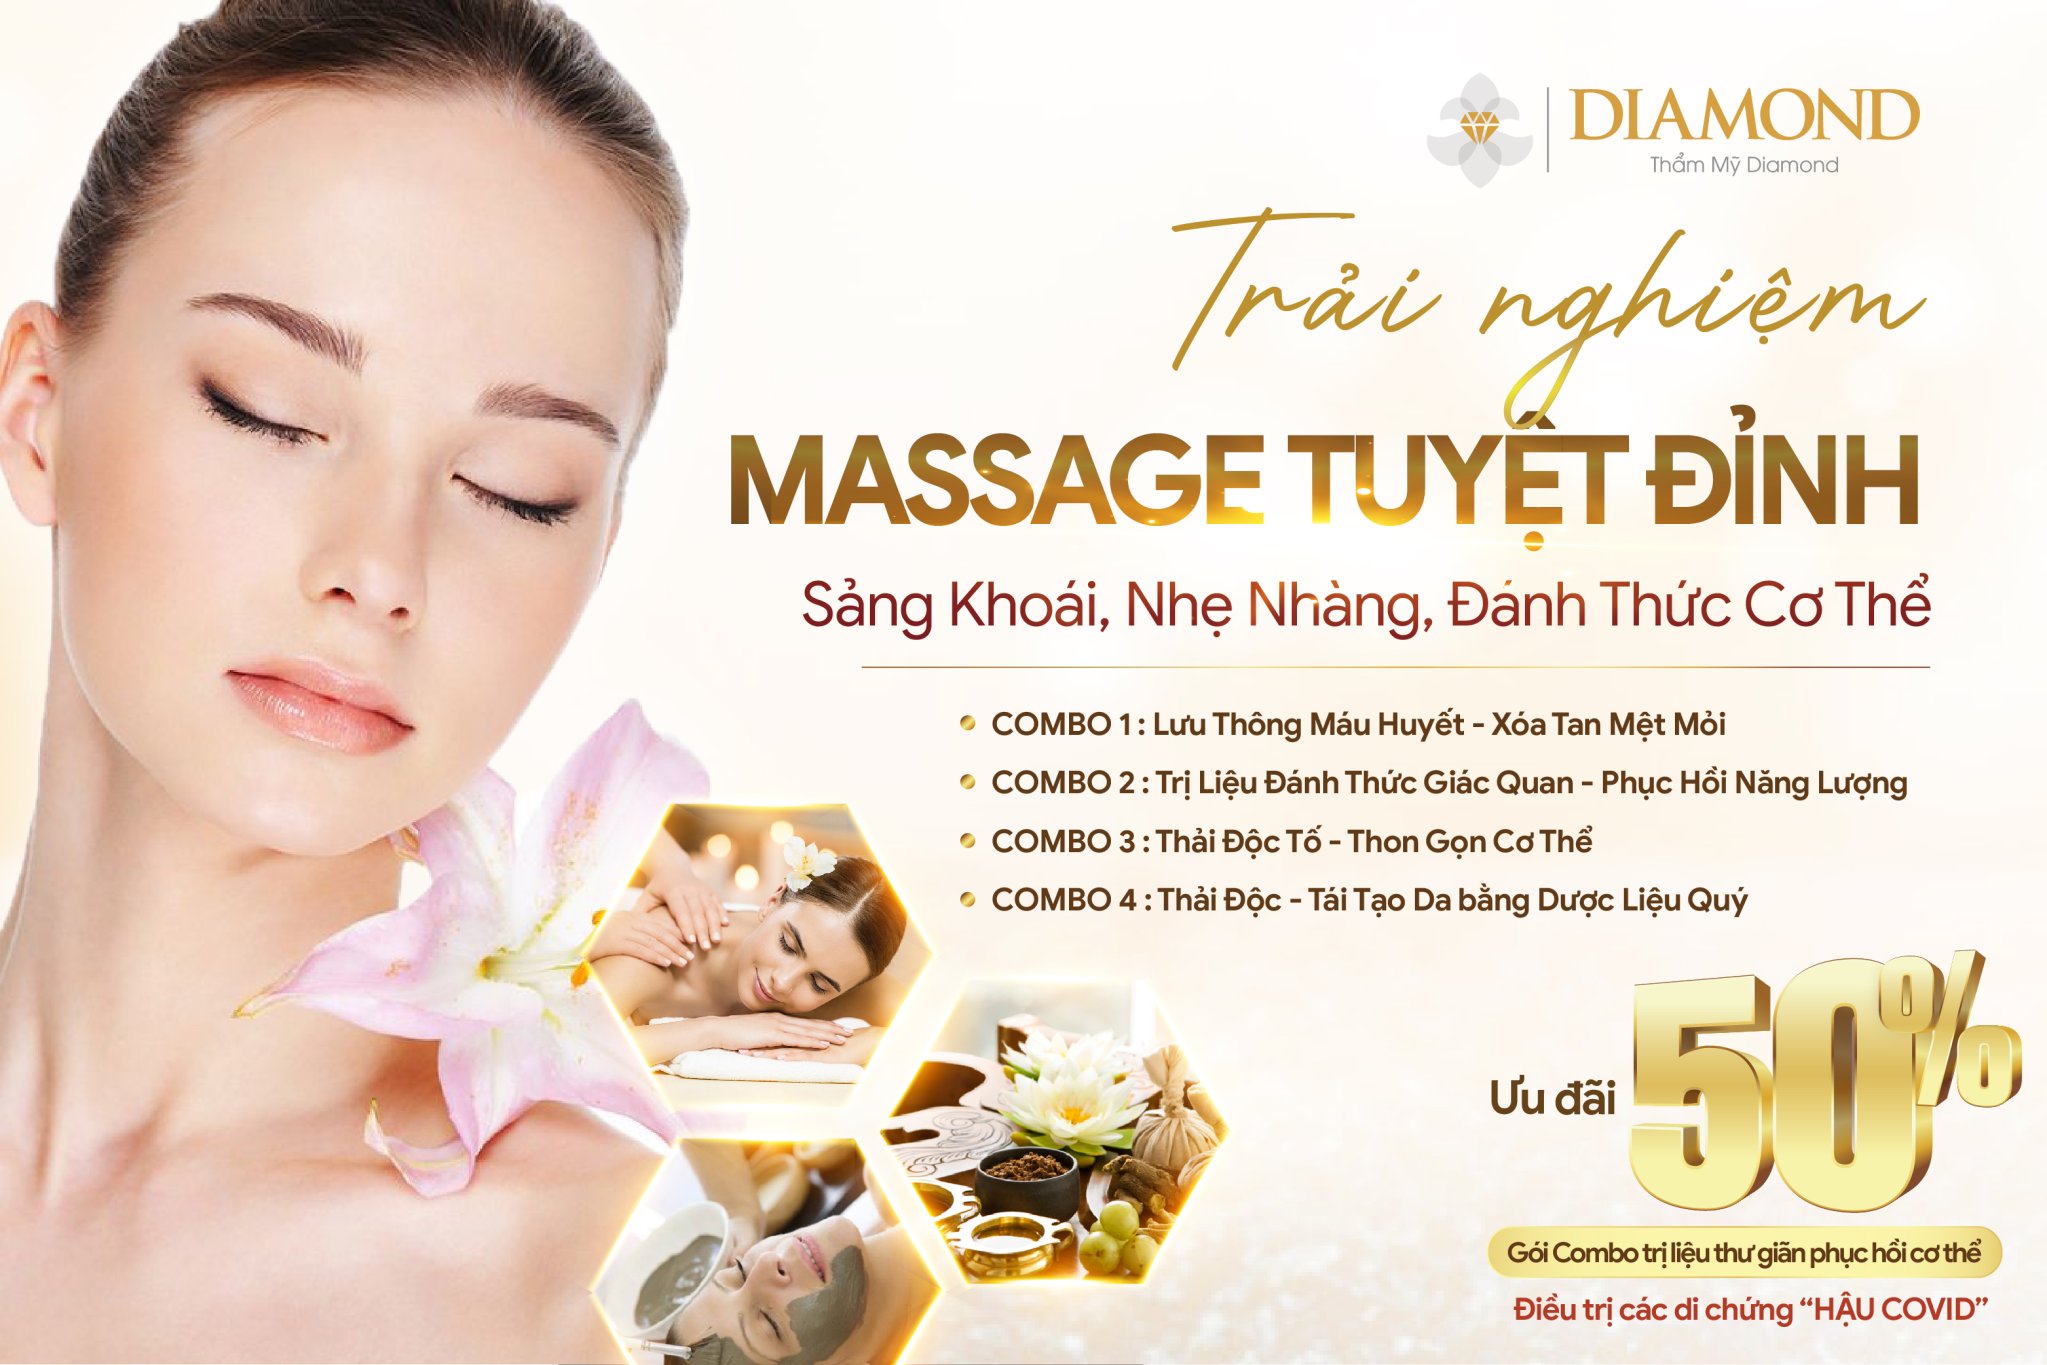 DIAMOND
Thẩm Mỹ Diamond
Trải nghiệm
MASSAGE TUYỆT ĐỈNH
Sảng Khoái, Nhẹ Nhàng, Đánh Thức Cơ Thể
COMBO 1 : Lưu Thông Máu Huyết - Xóa Tan Mệt Mỏi
COMBO 2 : Trị Liệu Đánh Thức Giác Quan - Phục Hồi Năng Lượng
COMBO 3 : Thải Độc Tố - Thon Gọn Cơ Thể
COMBO 4 : Thải Độc - Tái Tạo Da bằng Dược Liệu Quý
Ưu đãi 50%
Gói Combo trị liệu thư giãn phục hồi cơ thể
Điều trị các di chứng “HẬU COVID”